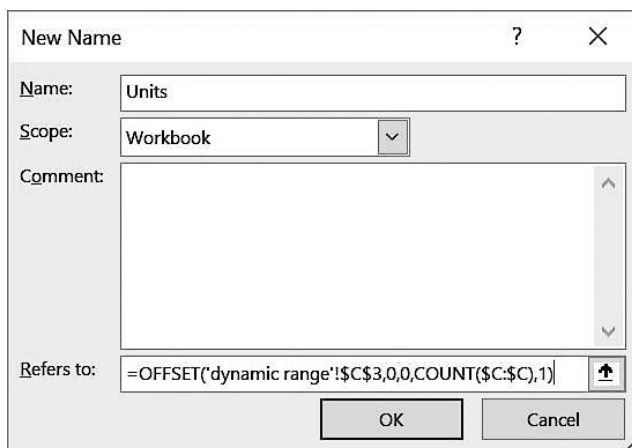 New Name ?
Name: Units
Scope: Workbook
Comment:
Refers to: =OFFSET('dynamic range'!$C$3,0,0,COUNT($C:$C),1)
OK Cancel